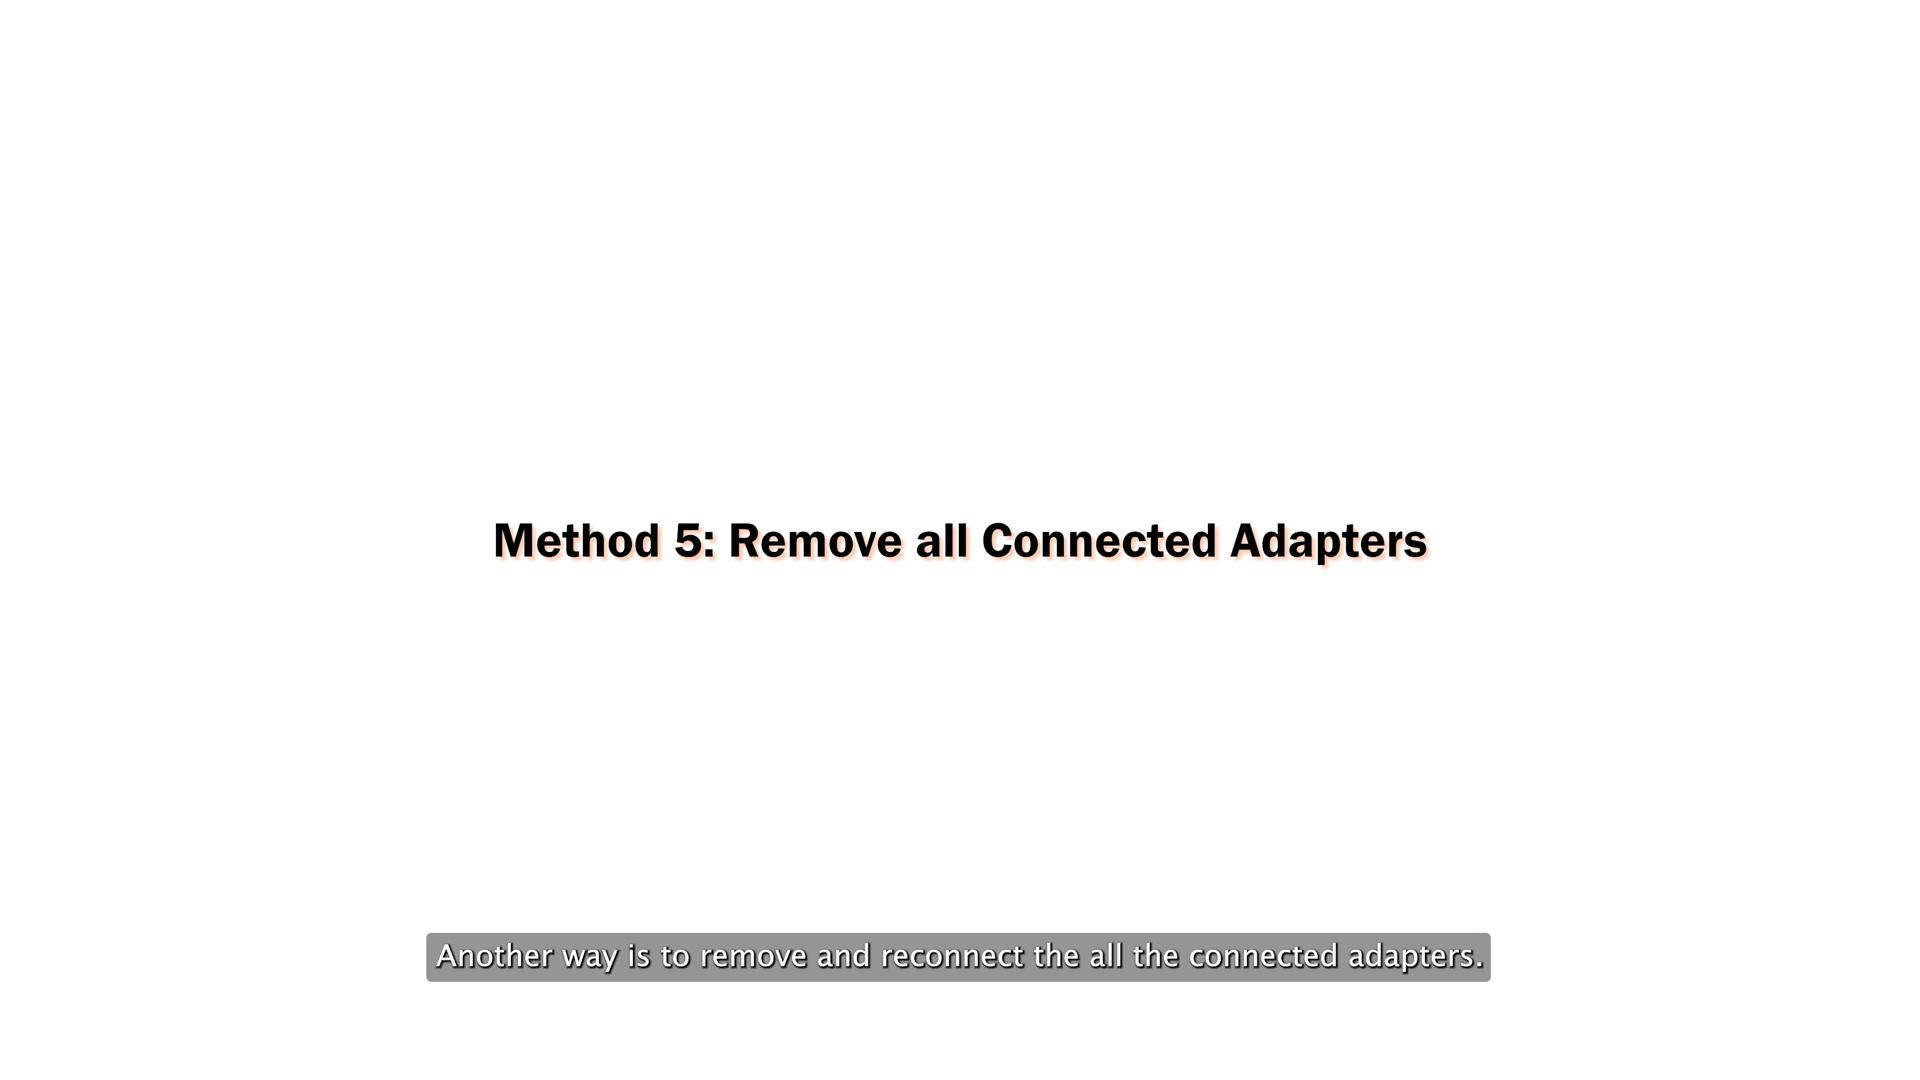 Method 5: Remove all Connected Adapters
Another way is to remove and reconnect the all the connected adapters.